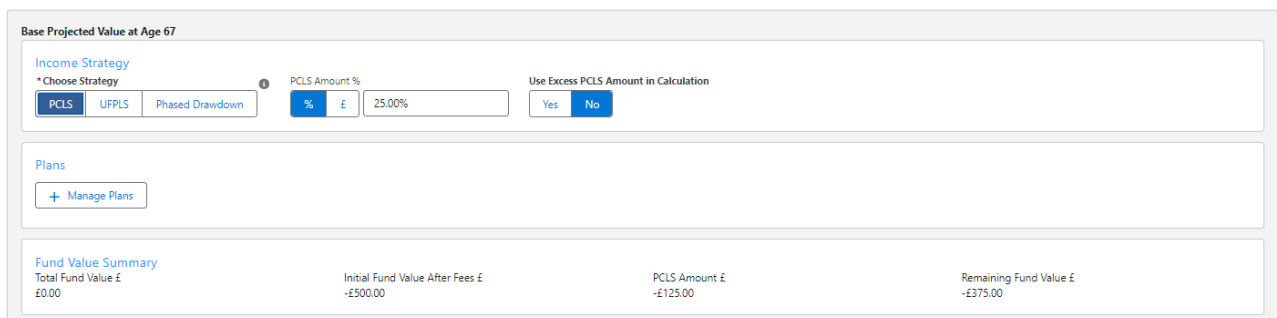 Base Projected Value at Age 67
Income Strategy
*Choose Strategy
PCLS UFPLS Phased Drawdown
PCLS Amount %
% £ 25.00%
Use Excess PCLS Amount in Calculation
Yes No
Plans
+ Manage Plans
Fund Value Summary
Total Fund Value £ Initial Fund Value After Fees £ PCLS Amount £ Remaining Fund Value £
£0.00 -£500.00 -£125.00 -£375.00